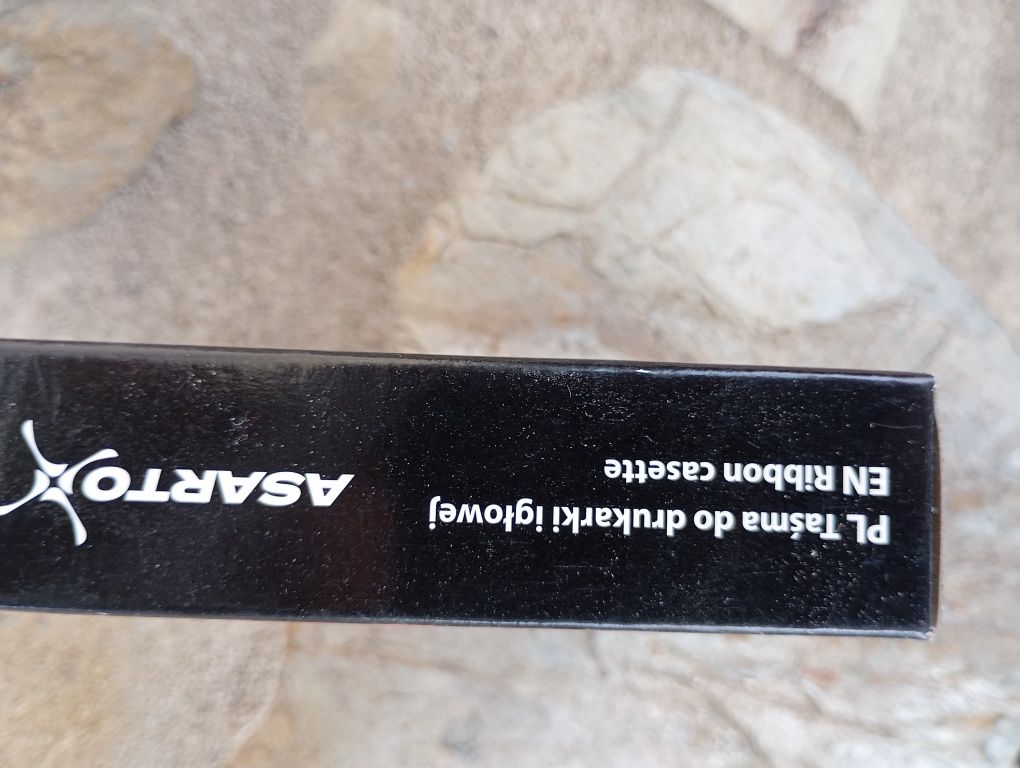 PL Taśma do drukarki igłowej
EN Ribbon casette
ASARTO